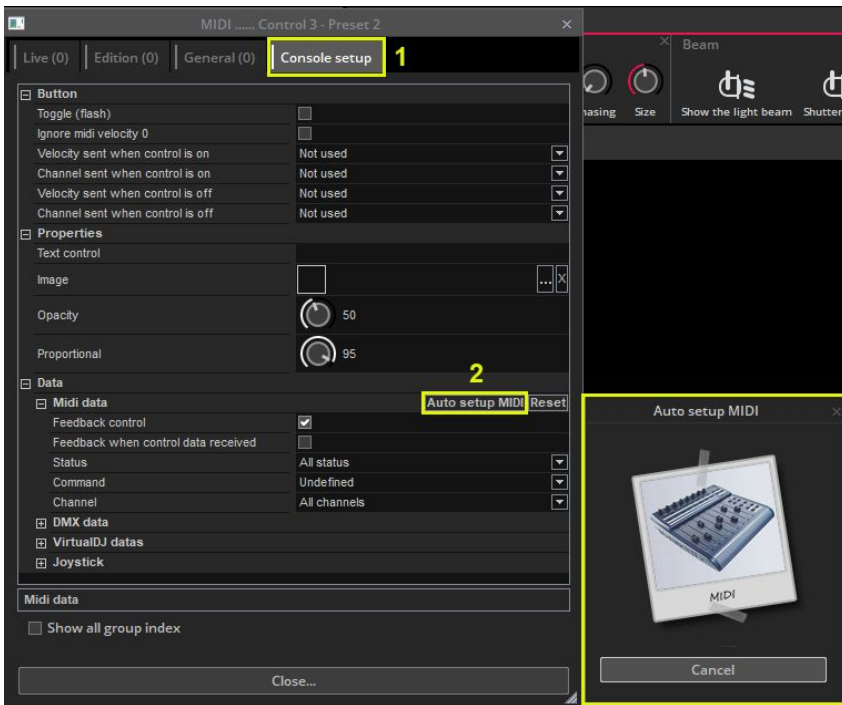 MIDI ...... Control 3 - Preset 2 ×
Live (0) Edition (0) General (0) Console setup 1
Button
Toggle (flash)
Ignore midi velocity 0
Velocity sent when control is on Not used
Channel sent when control is on Not used
Velocity sent when control is off Not used
Channel sent when control is off Not used
Properties
Text control
Image ... X
Opacity 50
Proportional 95
2
Data
Midi data Auto setup MIDI Reset
Feedback control
Feedback when control data received
Status All status
Command Undefined
Channel All channels
DMX data
VirtualDJ datas
Joystick
Midi data
Show all group index
Close...
× Beam
hasing Size Show the light beam Shutter
Auto setup MIDI ×
MIDI
Cancel